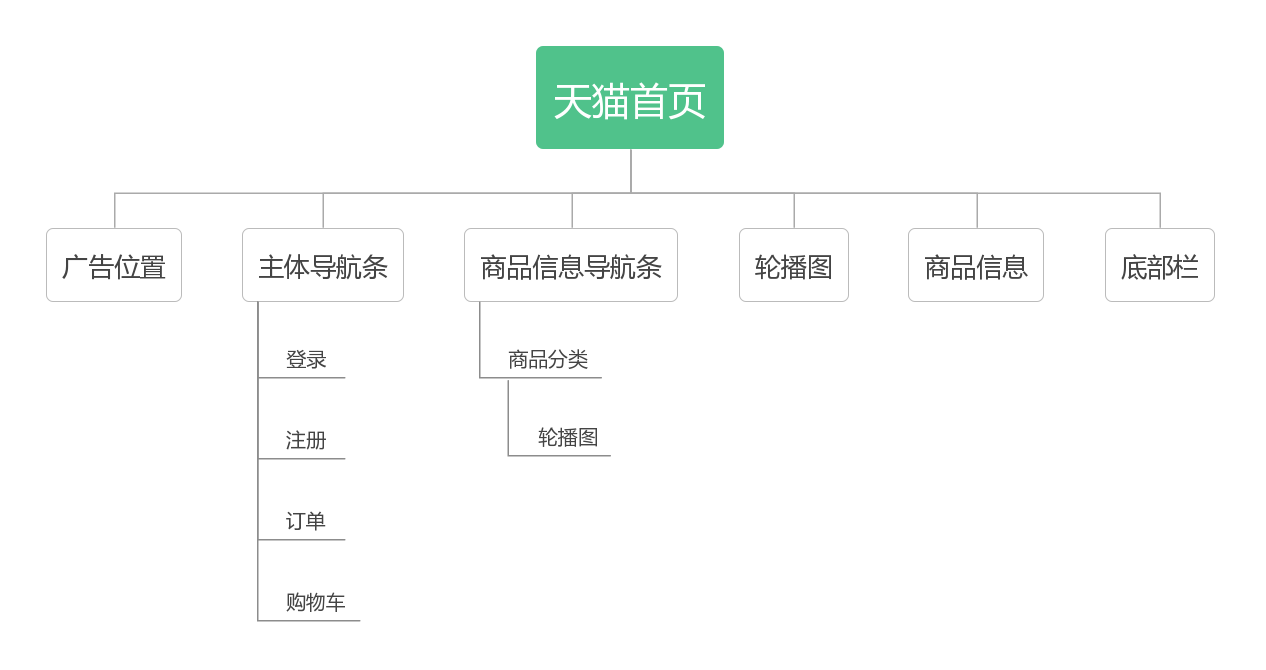 天猫首页
广告位置
主体导航条
商品信息导航条
轮播图
商品信息
底部栏
登录
商品分类
注册
轮播图
订单
购物车